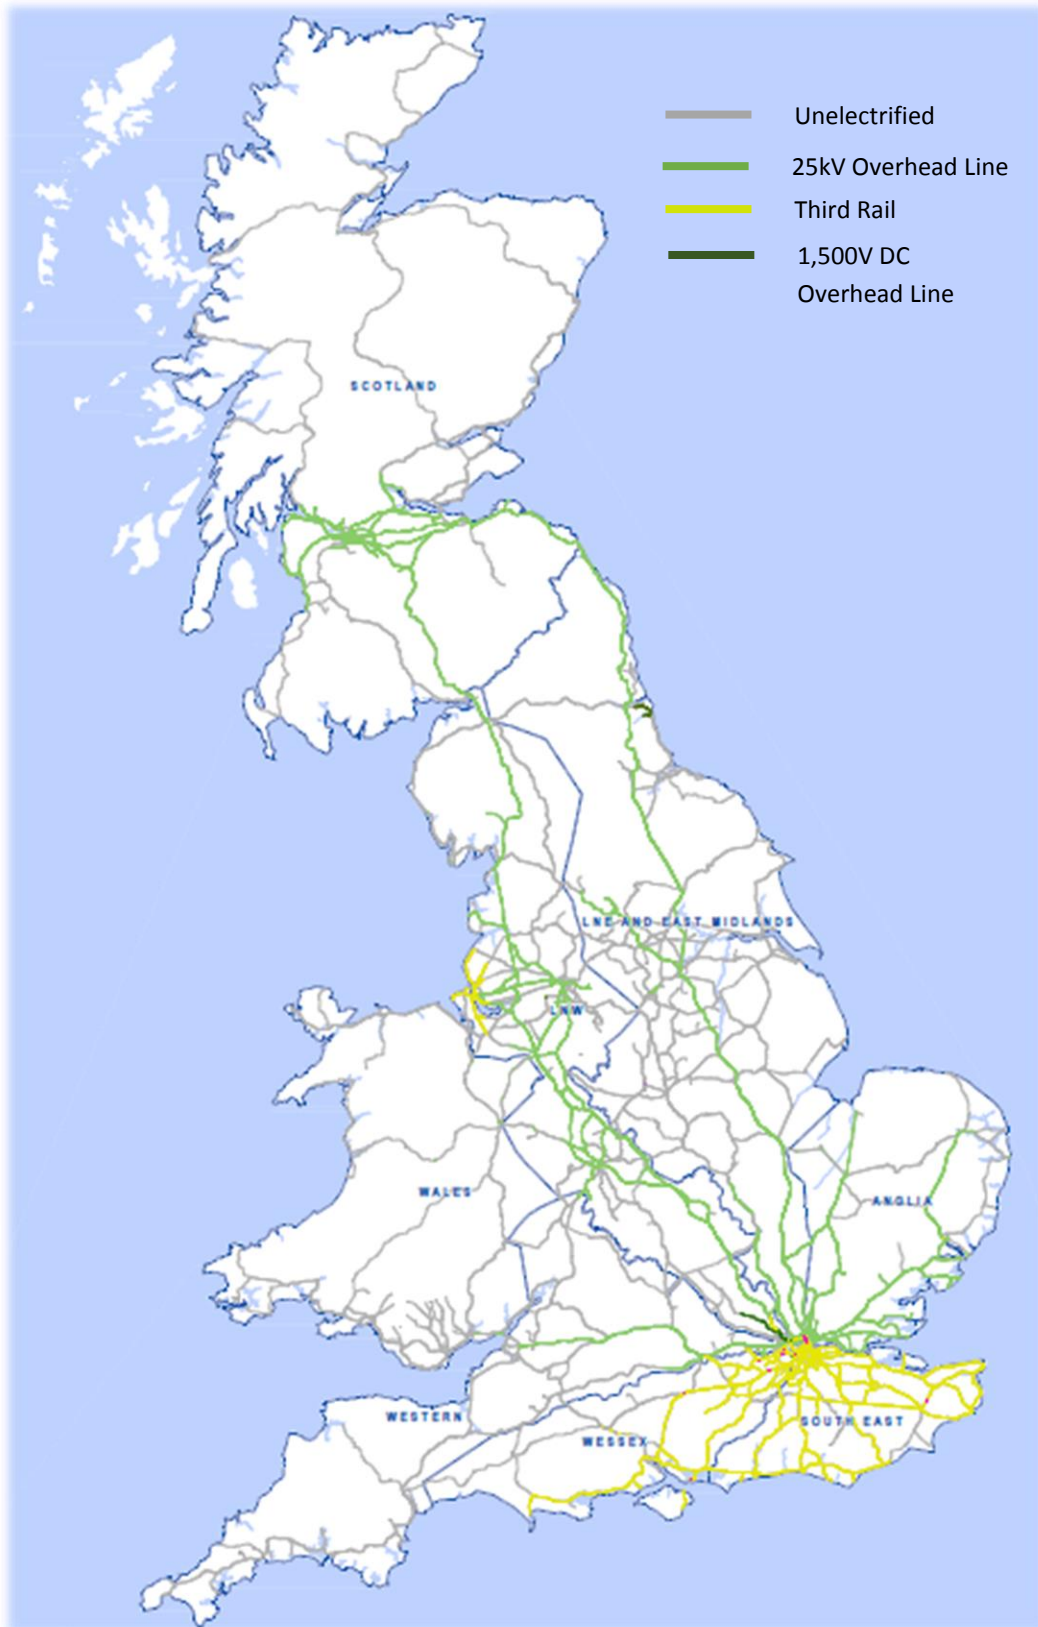 Unelectrified
25kV Overhead Line
Third Rail
1,500V DC
Overhead Line
SCOTLAND
LNE AND EAST MIDLANDS
LNW
WALES
ANGLIA
WESTERN
WESSEX
SOUTH EAST